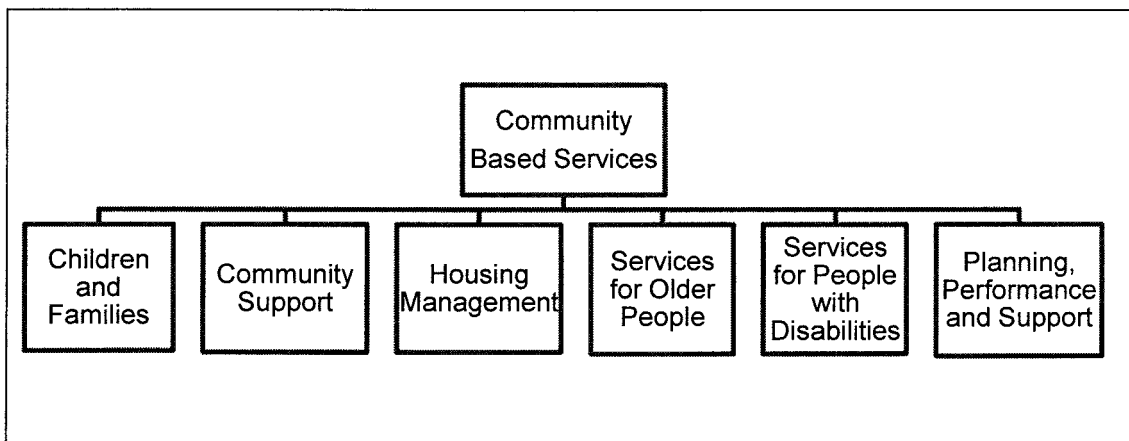 Community
Based Services
Children
and
Families
Community
Support
Housing
Management
Services
for Older
People
Services
for People
with
Disabilities
Planning,
Performance
and Support